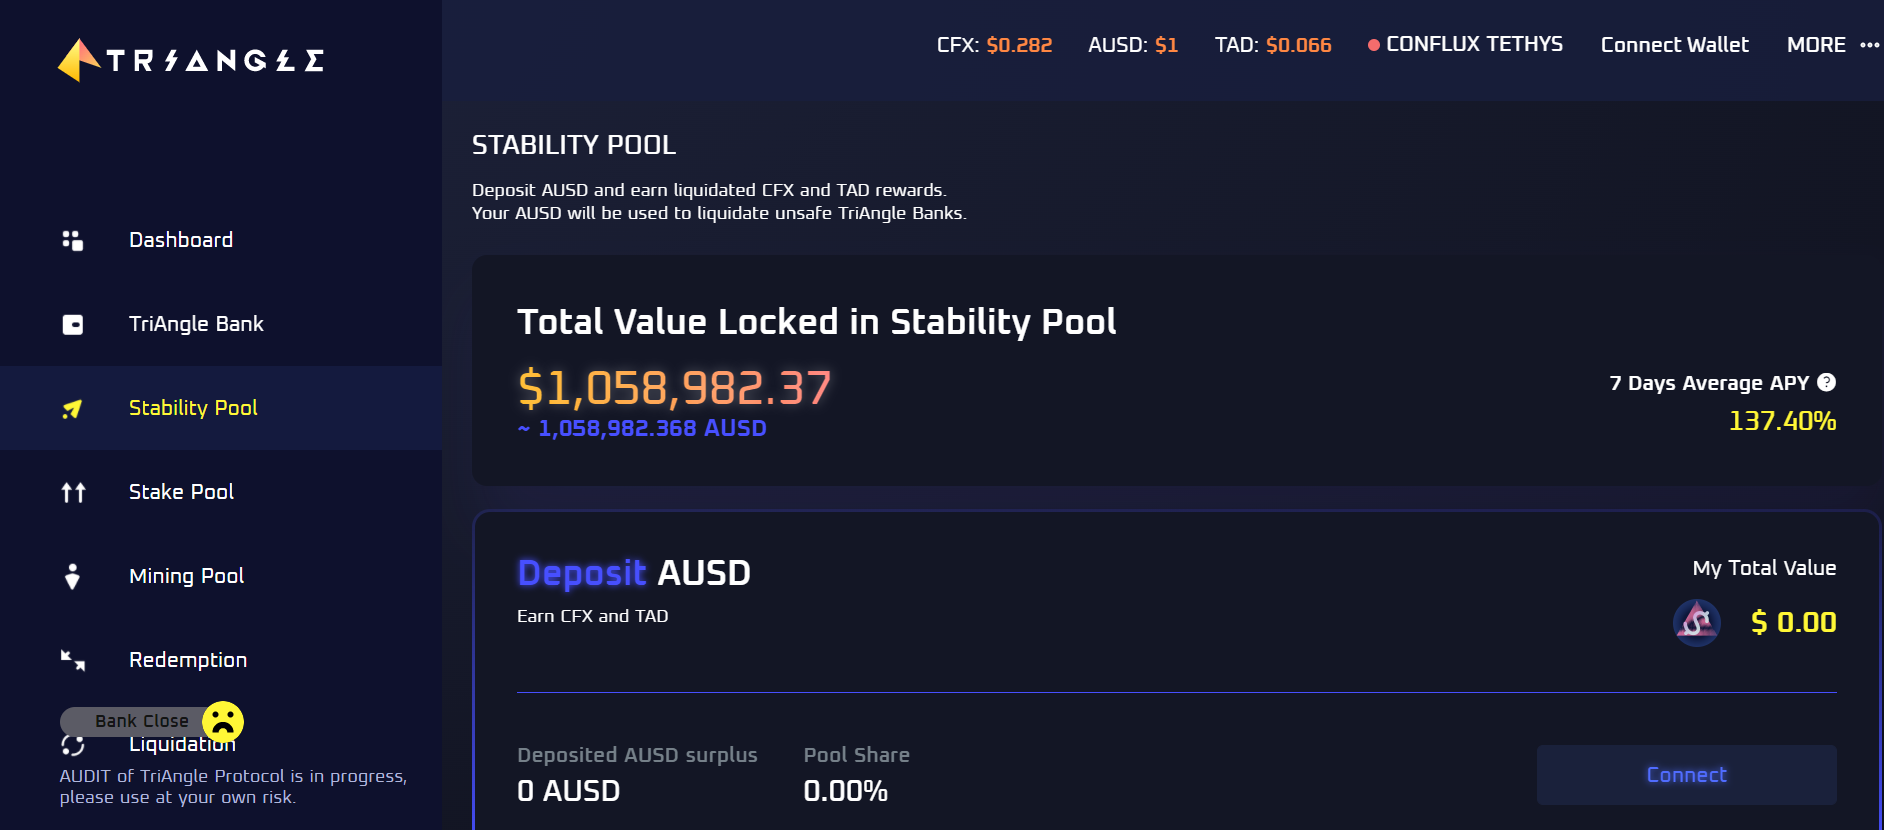 TRIANGLE
CFX: $0.282 AUSD: $1 TAD: $0.066 CONFLUX TETHYS Connect Wallet MORE •••
STABILITY POOL
Deposit AUSD and earn liquidated CFX and TAD rewards.
Your AUSD will be used to liquidate unsafe TriAngle Banks.
Dashboard
TriAngle Bank
Stability Pool
Stake Pool
Mining Pool
Redemption
Bank Close
Liquidation
AUDIT of TriAngle Protocol is in progress,
please use at your own risk.
Total Value Locked in Stability Pool
$1,058,982.37
~ 1,058,982.368 AUSD
7 Days Average APY ?
137.40%
Deposit AUSD
Earn CFX and TAD
My Total Value
$ 0.00
Deposited AUSD surplus
0 AUSD
Pool Share
0.00%
Connect